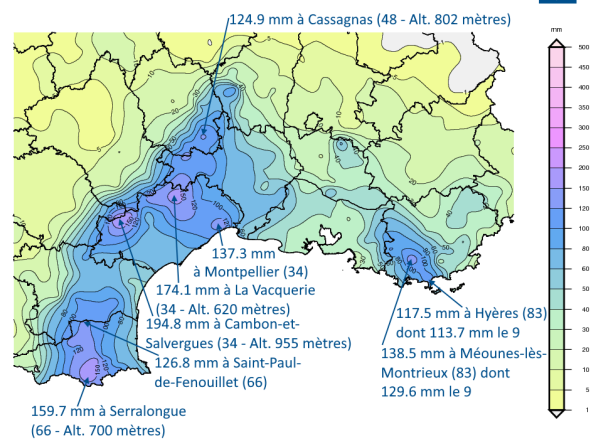 124.9 mm à Cassagnas (48 - Alt. 802 mètres)
mm
500
450
400
350
300
250
200
150
120
100
80
60
50
40
30
20
10
5
1
137.3 mm
à Montpellier (34)
174.1 mm à La Vacquerie
(34 - Alt. 620 mètres)
194.8 mm à Cambon-et-
Salvergues (34 - Alt. 955 mètres)
126.8 mm à Saint-Paul-
de-Fenouillet (66)
117.5 mm à Hyères (83)
dont 113.7 mm le 9
138.5 mm à Méounes-lès-
Montrieux (83) dont
129.6 mm le 9
159.7 mm à Serralongue
(66 - Alt. 700 mètres)